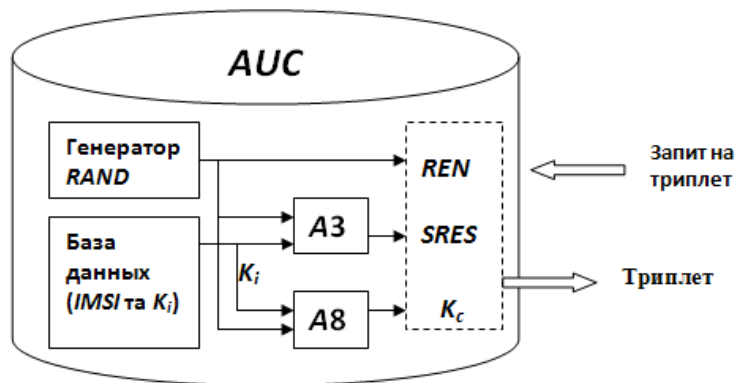 AUC
Генератор
RAND
REN
Запит на
триплет
A3
SRES
База
данных
(IMSI та Ki)
Ki
A8
Kc
Триплет